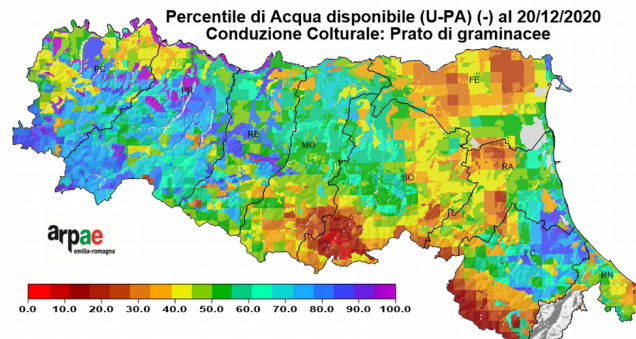 Percentile di Acqua disponibile (U-PA) (-) al 20/12/2020
Conduzione Colturale: Prato di graminacee
PC
PR
RE
MO
BO
FE
RA
FC
RN
arpae
emilia-romagna
0.0 10.0 20.0 30.0 40.0 50.0 60.0 70.0 80.0 90.0 100.0